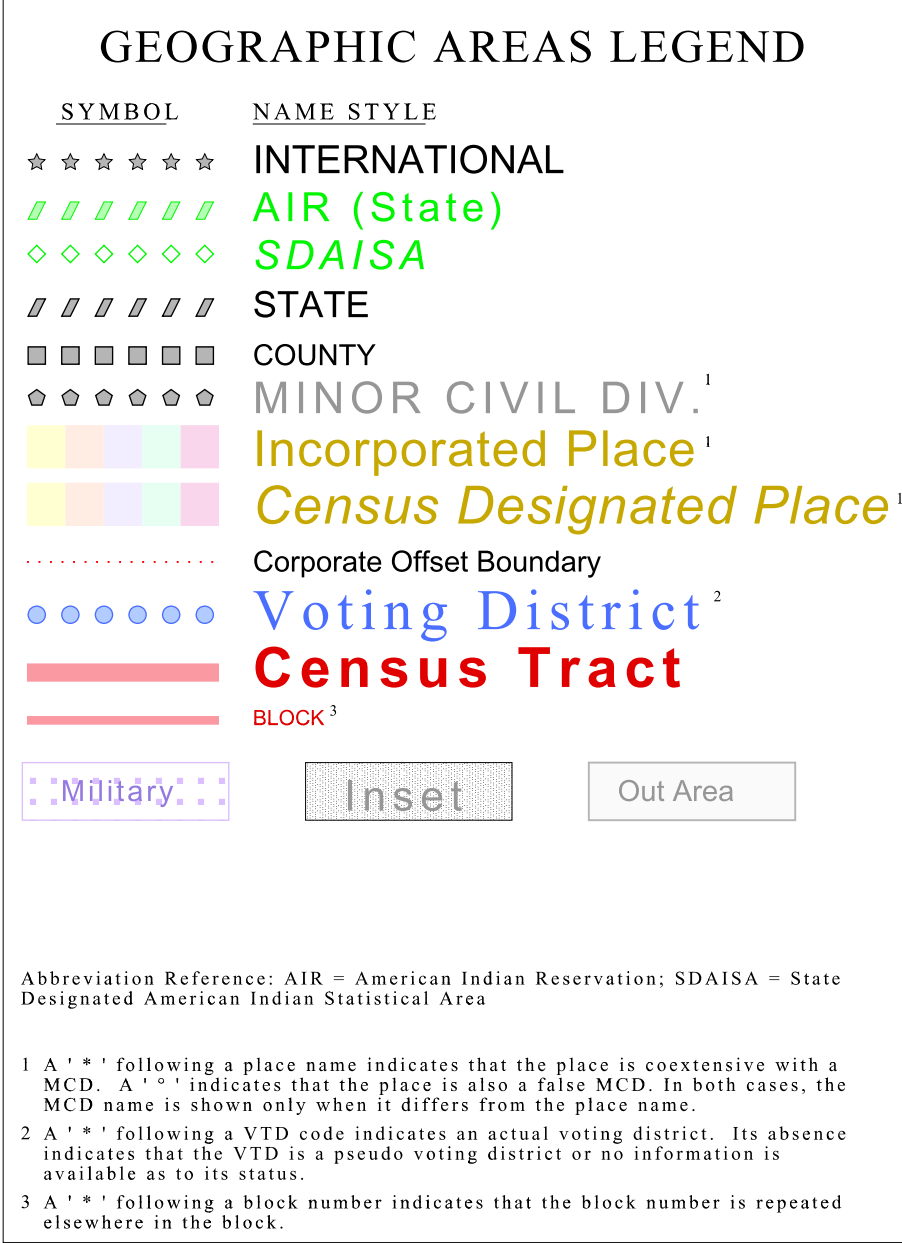 GEOGRAPHIC AREAS LEGEND
SYMBOL NAME STYLE
INTERNATIONAL
AIR (State)
SDAISA
STATE
COUNTY
MINOR CIVIL DIV. 1
Incorporated Place 1
Census Designated Place 1
Corporate Offset Boundary
Voting District 2
Census Tract
BLOCK 3
Military Inset Out Area
Abbreviation Reference: AIR = American Indian Reservation; SDAISA = State
Designated American Indian Statistical Area
1 A ' * ' following a place name indicates that the place is coextensive with a
MCD. A ' ° ' indicates that the place is also a false MCD. In both cases, the
MCD name is shown only when it differs from the place name.
2 A ' * ' following a VTD code indicates an actual voting district. Its absence
indicates that the VTD is a pseudo voting district or no information is
available as to its status.
3 A ' * ' following a block number indicates that the block number is repeated
elsewhere in the block.